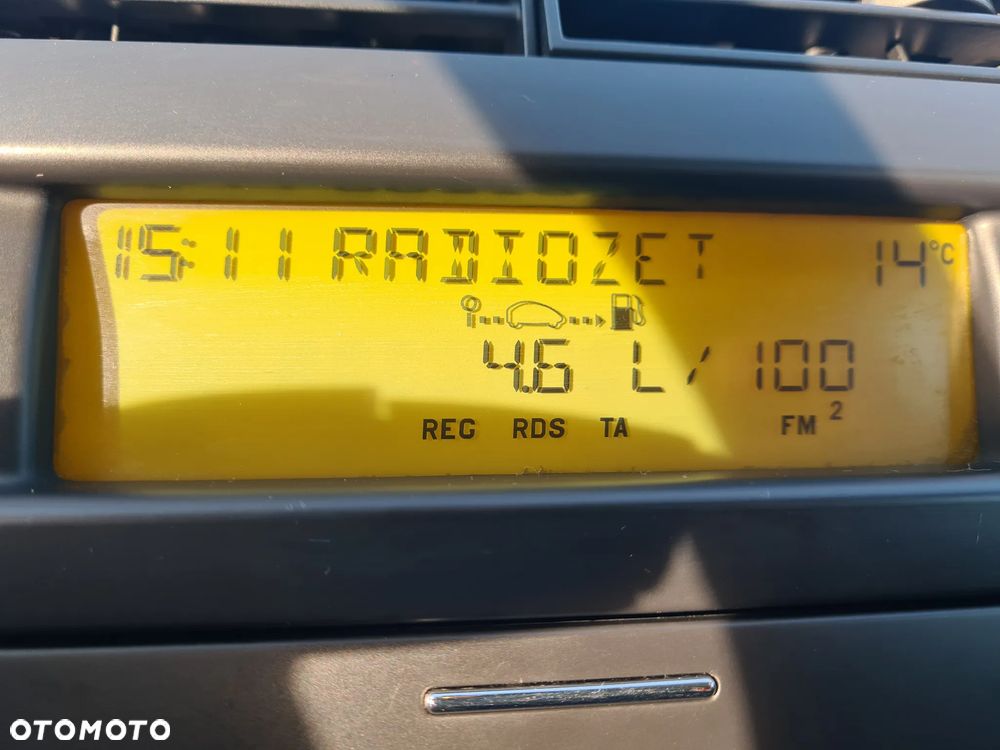 15:11 RADIOZET 14°C
4.6 L/100
REG RDS TA FM 2
OTOMOTO